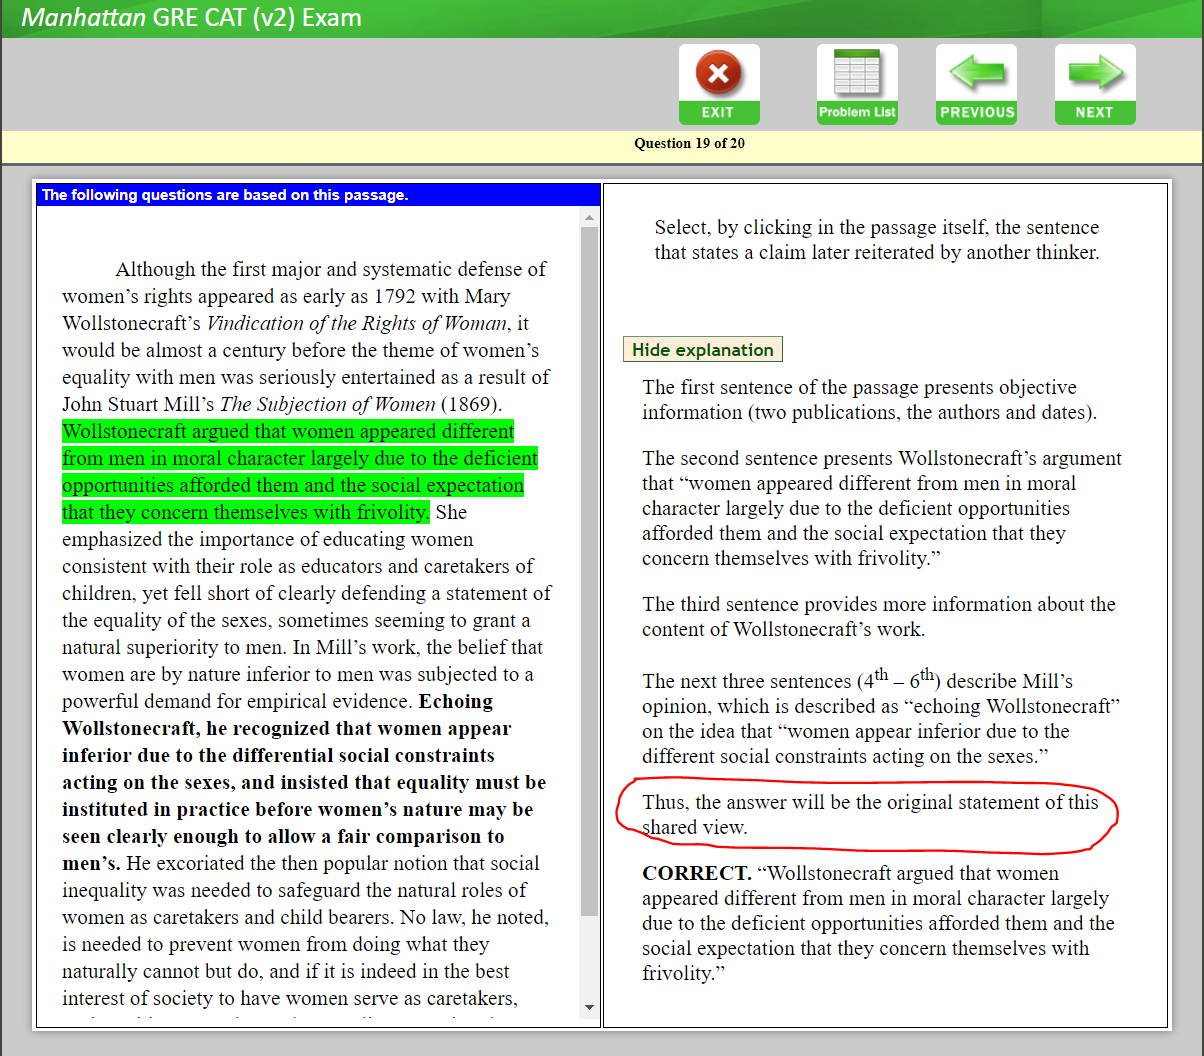 Manhattan GRE CAT (v2) Exam
EXIT
Problem List
PREVIOUS
NEXT
Question 19 of 20
The following questions are based on this passage.
Although the first major and systematic defense of
women’s rights appeared as early as 1792 with Mary
Wollstonecraft’s Vindication of the Rights of Woman, it
would be almost a century before the theme of women’s
equality with men was seriously entertained as a result of
John Stuart Mill’s The Subjection of Women (1869).
Wollstonecraft argued that women appeared different
from men in moral character largely due to the deficient
opportunities afforded them and the social expectation
that they concern themselves with frivolity. She
emphasized the importance of educating women
consistent with their role as educators and caretakers of
children, yet fell short of clearly defending a statement of
the equality of the sexes, sometimes seeming to grant a
natural superiority to men. In Mill’s work, the belief that
women are by nature inferior to men was subjected to a
powerful demand for empirical evidence. Echoing
Wollstonecraft, he recognized that women appear
inferior due to the differential social constraints
acting on the sexes, and insisted that equality must be
instituted in practice before women’s nature may be
seen clearly enough to allow a fair comparison to
men’s. He excoriated the then popular notion that social
inequality was needed to safeguard the natural roles of
women as caretakers and child bearers. No law, he noted,
is needed to prevent women from doing what they
naturally cannot but do, and if it is indeed in the best
interest of society to have women serve as caretakers,
Select, by clicking in the passage itself, the sentence
that states a claim later reiterated by another thinker.
Hide explanation
The first sentence of the passage presents objective
information (two publications, the authors and dates).
The second sentence presents Wollstonecraft’s argument
that “women appeared different from men in moral
character largely due to the deficient opportunities
afforded them and the social expectation that they
concern themselves with frivolity.”
The third sentence provides more information about the
content of Wollstonecraft’s work.
The next three sentences (4th – 6th) describe Mill’s
opinion, which is described as “echoing Wollstonecraft”
on the idea that “women appear inferior due to the
different social constraints acting on the sexes.”
Thus, the answer will be the original statement of this
shared view.
CORRECT. “Wollstonecraft argued that women
appeared different from men in moral character largely
due to the deficient opportunities afforded them and the
social expectation that they concern themselves with
frivolity.”